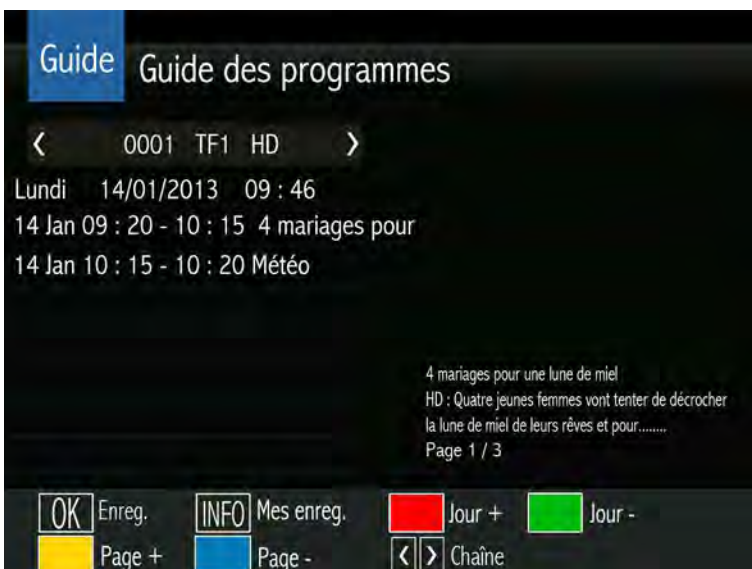 Guide Guide des programmes
< 0001 TF1 HD >
Lundi 14/01/2013 09 : 46
14 Jan 09 : 20 - 10 : 15 4 mariages pour
14 Jan 10 : 15 - 10 : 20 Météo
4 mariages pour une lune de miel
HD : Quatre jeunes femmes vont tenter de décrocher
la lune de miel de leurs rêves et pour........
Page 1 / 3
OK Enreg. INFO Mes enreg. Jour + Jour -
Page + Page - < > Chaîne